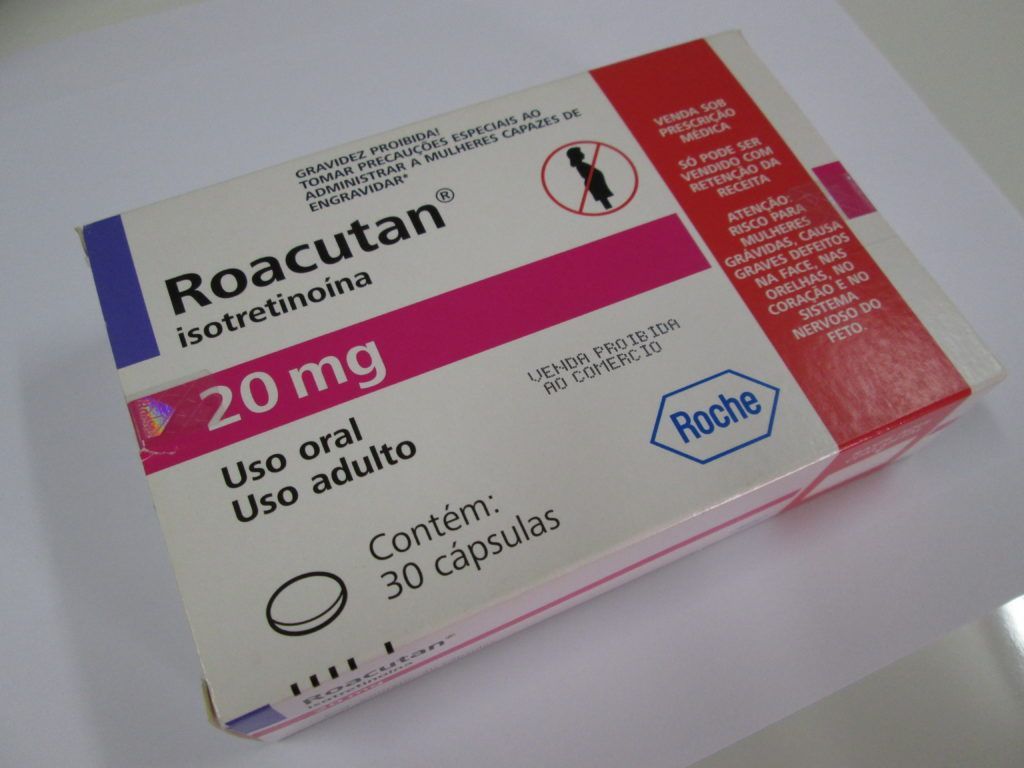 GRAVIDEZ PROIBIDA!
TOMAR PRECAUÇÕES ESPECIAIS AO
ADMINISTRAR A MULHERES CAPAZES DE
ENGRAVIDAR*
Roacutan®
isotretinoína
20 mg
Uso oral
Uso adulto
VENDA PROIBIDA
AO COMERCIO
Roche
Contém:
30 cápsulas
VENDA SOB
PRESCRIÇÃO
MÉDICA
SÓ PODE SER
VENDIDO COM
RETENÇÃO DA
RECEITA
ATENÇÃO:
RISCO PARA
MULHERES
GRÁVIDAS, CAUSA
GRAVES DEFEITOS
NA FACE, NAS
ORELHAS, NO
CORAÇÃO E NO
SISTEMA
NERVOSO DO
FETO.
Roacutan
isotretinoína